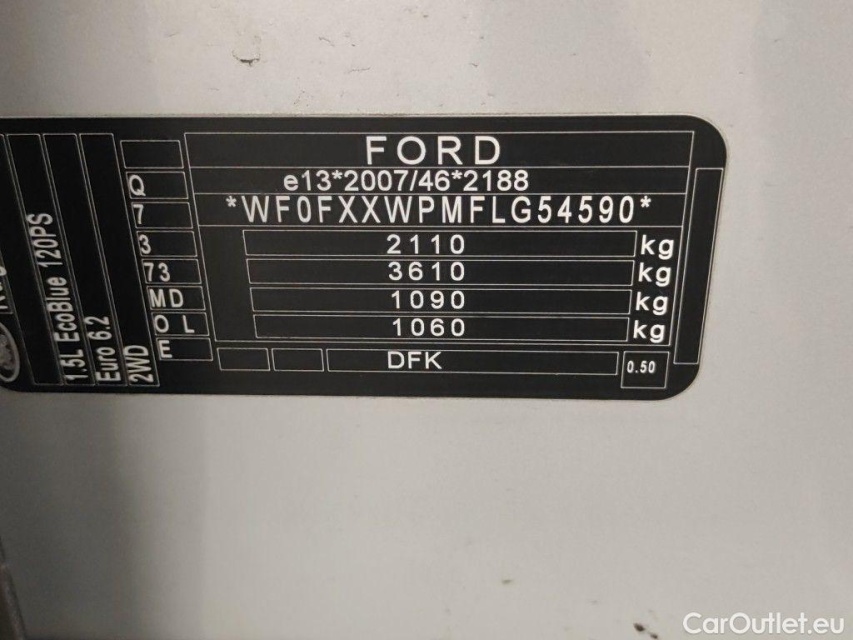 FORD
e13*2007/46*2188
*WF0FXXWPMFLG54590*
2110 kg
3610 kg
1090 kg
1060 kg
DFK
0.50
Q
7
3
73
MD
O L
E
1.5L EcoBlue 120PS
Euro 6.2
2WD
CarOutlet.eu